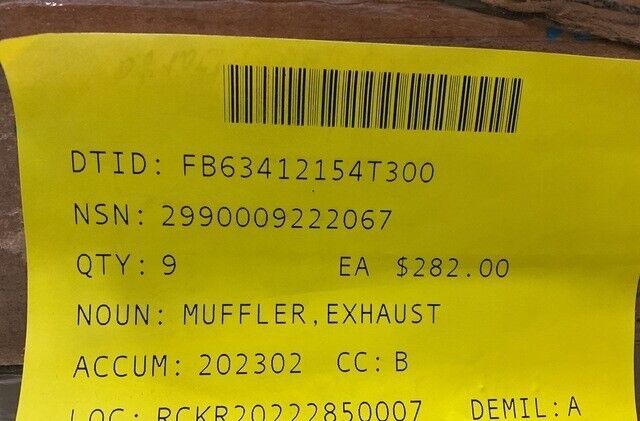 DTID: FB63412154T300
NSN: 2990009222067
QTY: 9 EA $282.00
NOUN: MUFFLER,EXHAUST
ACCUM: 202302 CC: B
LOC: RCKR20222850007 DEMIL: A